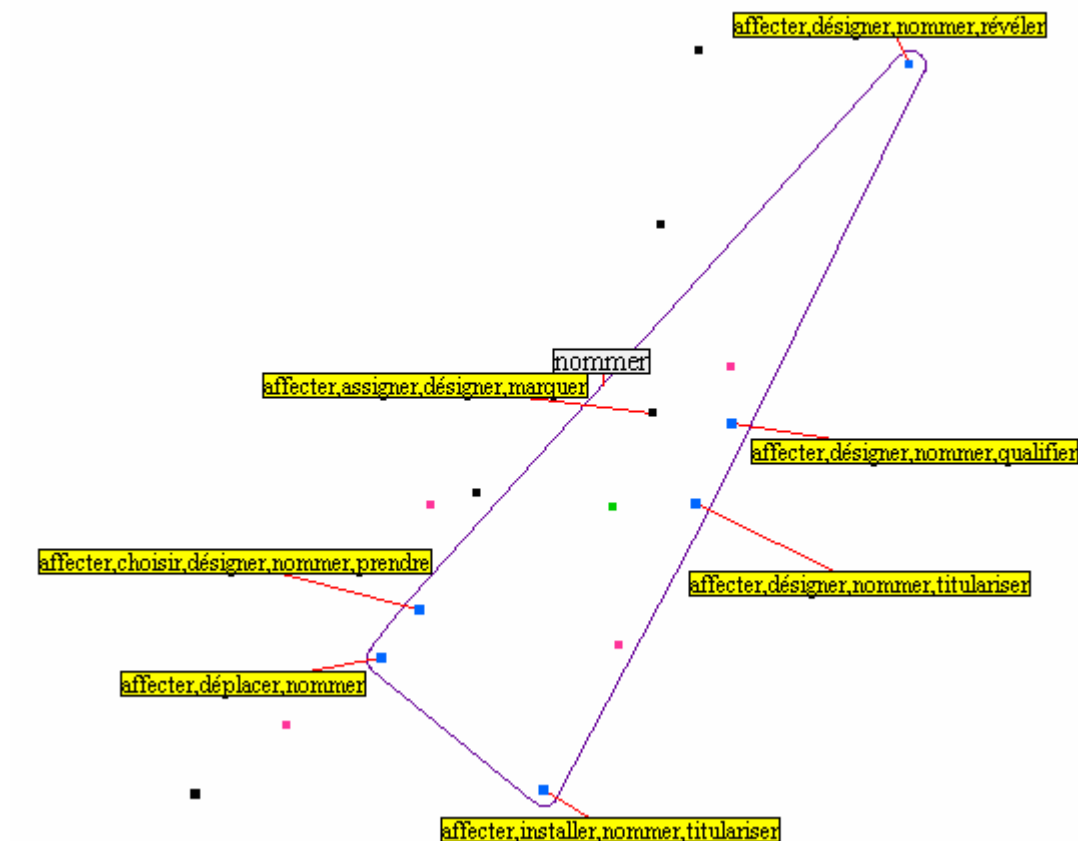 affecter,désigner,nommer,révéler
nommer
affecter,assigner,désigner,marquer
affecter,désigner,nommer,qualifier
affecter,choisir,désigner,nommer,prendre
affecter,désigner,nommer,titulariser
affecter,déplacer,nommer
affecter,installer,nommer,titulariser